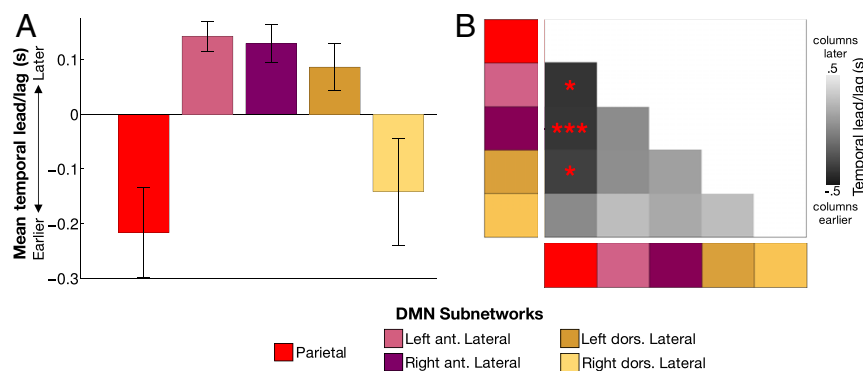 A
Mean temporal lead/lag (s)
Earlier
Later
0.1
0
−0.1
−0.2
−0.3
B
*
***
*
columns
later
.5
-.5
columns
earlier
Temporal lead/lag (s)
DMN Subnetworks
Parietal
Left ant. Lateral
Right ant. Lateral
Left dors. Lateral
Right dors. Lateral